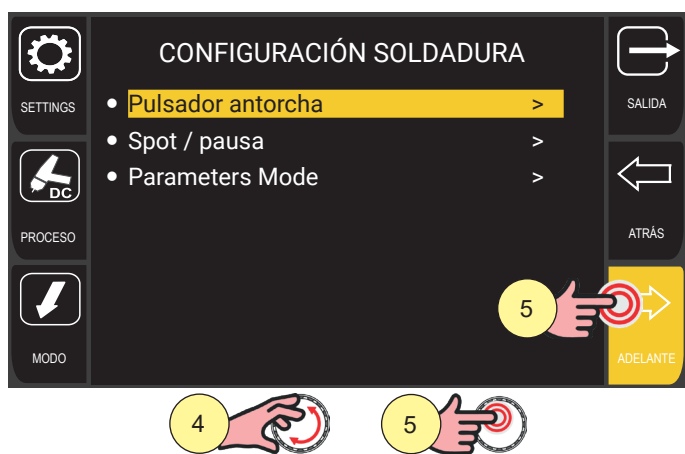 CONFIGURACIÓN SOLDADURA
SETTINGS
• Pulsador antorcha >
SALIDA
• Spot / pausa >
• Parameters Mode >
DC
PROCESO
ATRÁS
5
MODO
ADELANTE
4
5